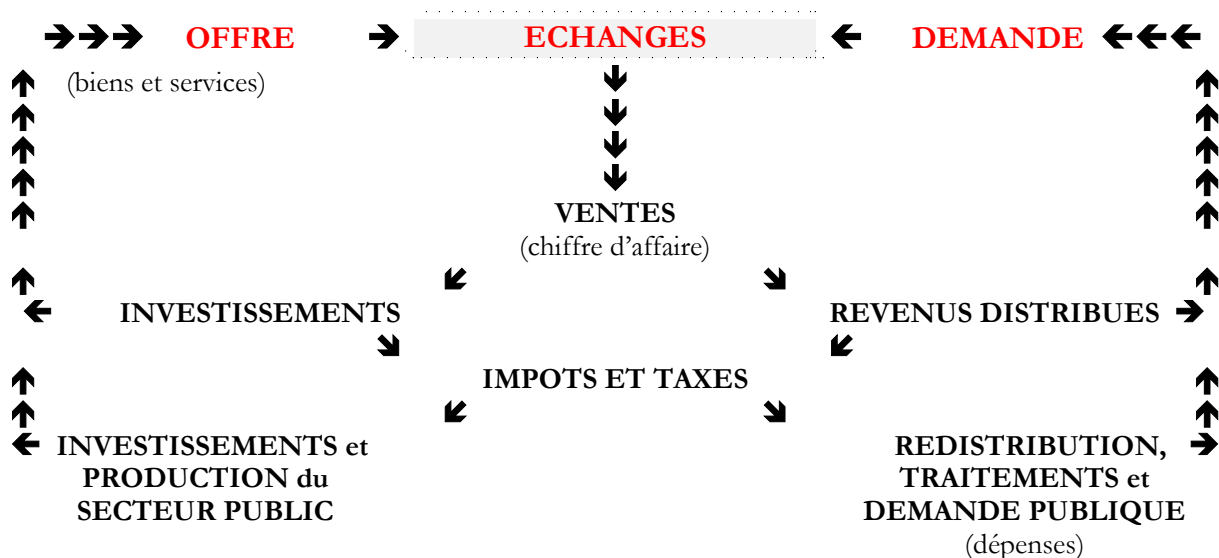 OFFRE ECHANGES DEMANDE
(biens et services)
VENTES
(chiffre d'affaire)
INVESTISSEMENTS REVENUS DISTRIBUES
IMPOTS ET TAXES
INVESTISSEMENTS et REDISTRIBUTION,
PRODUCTION du TRAITEMENTS et
SECTEUR PUBLIC DEMANDE PUBLIQUE
(dépenses)